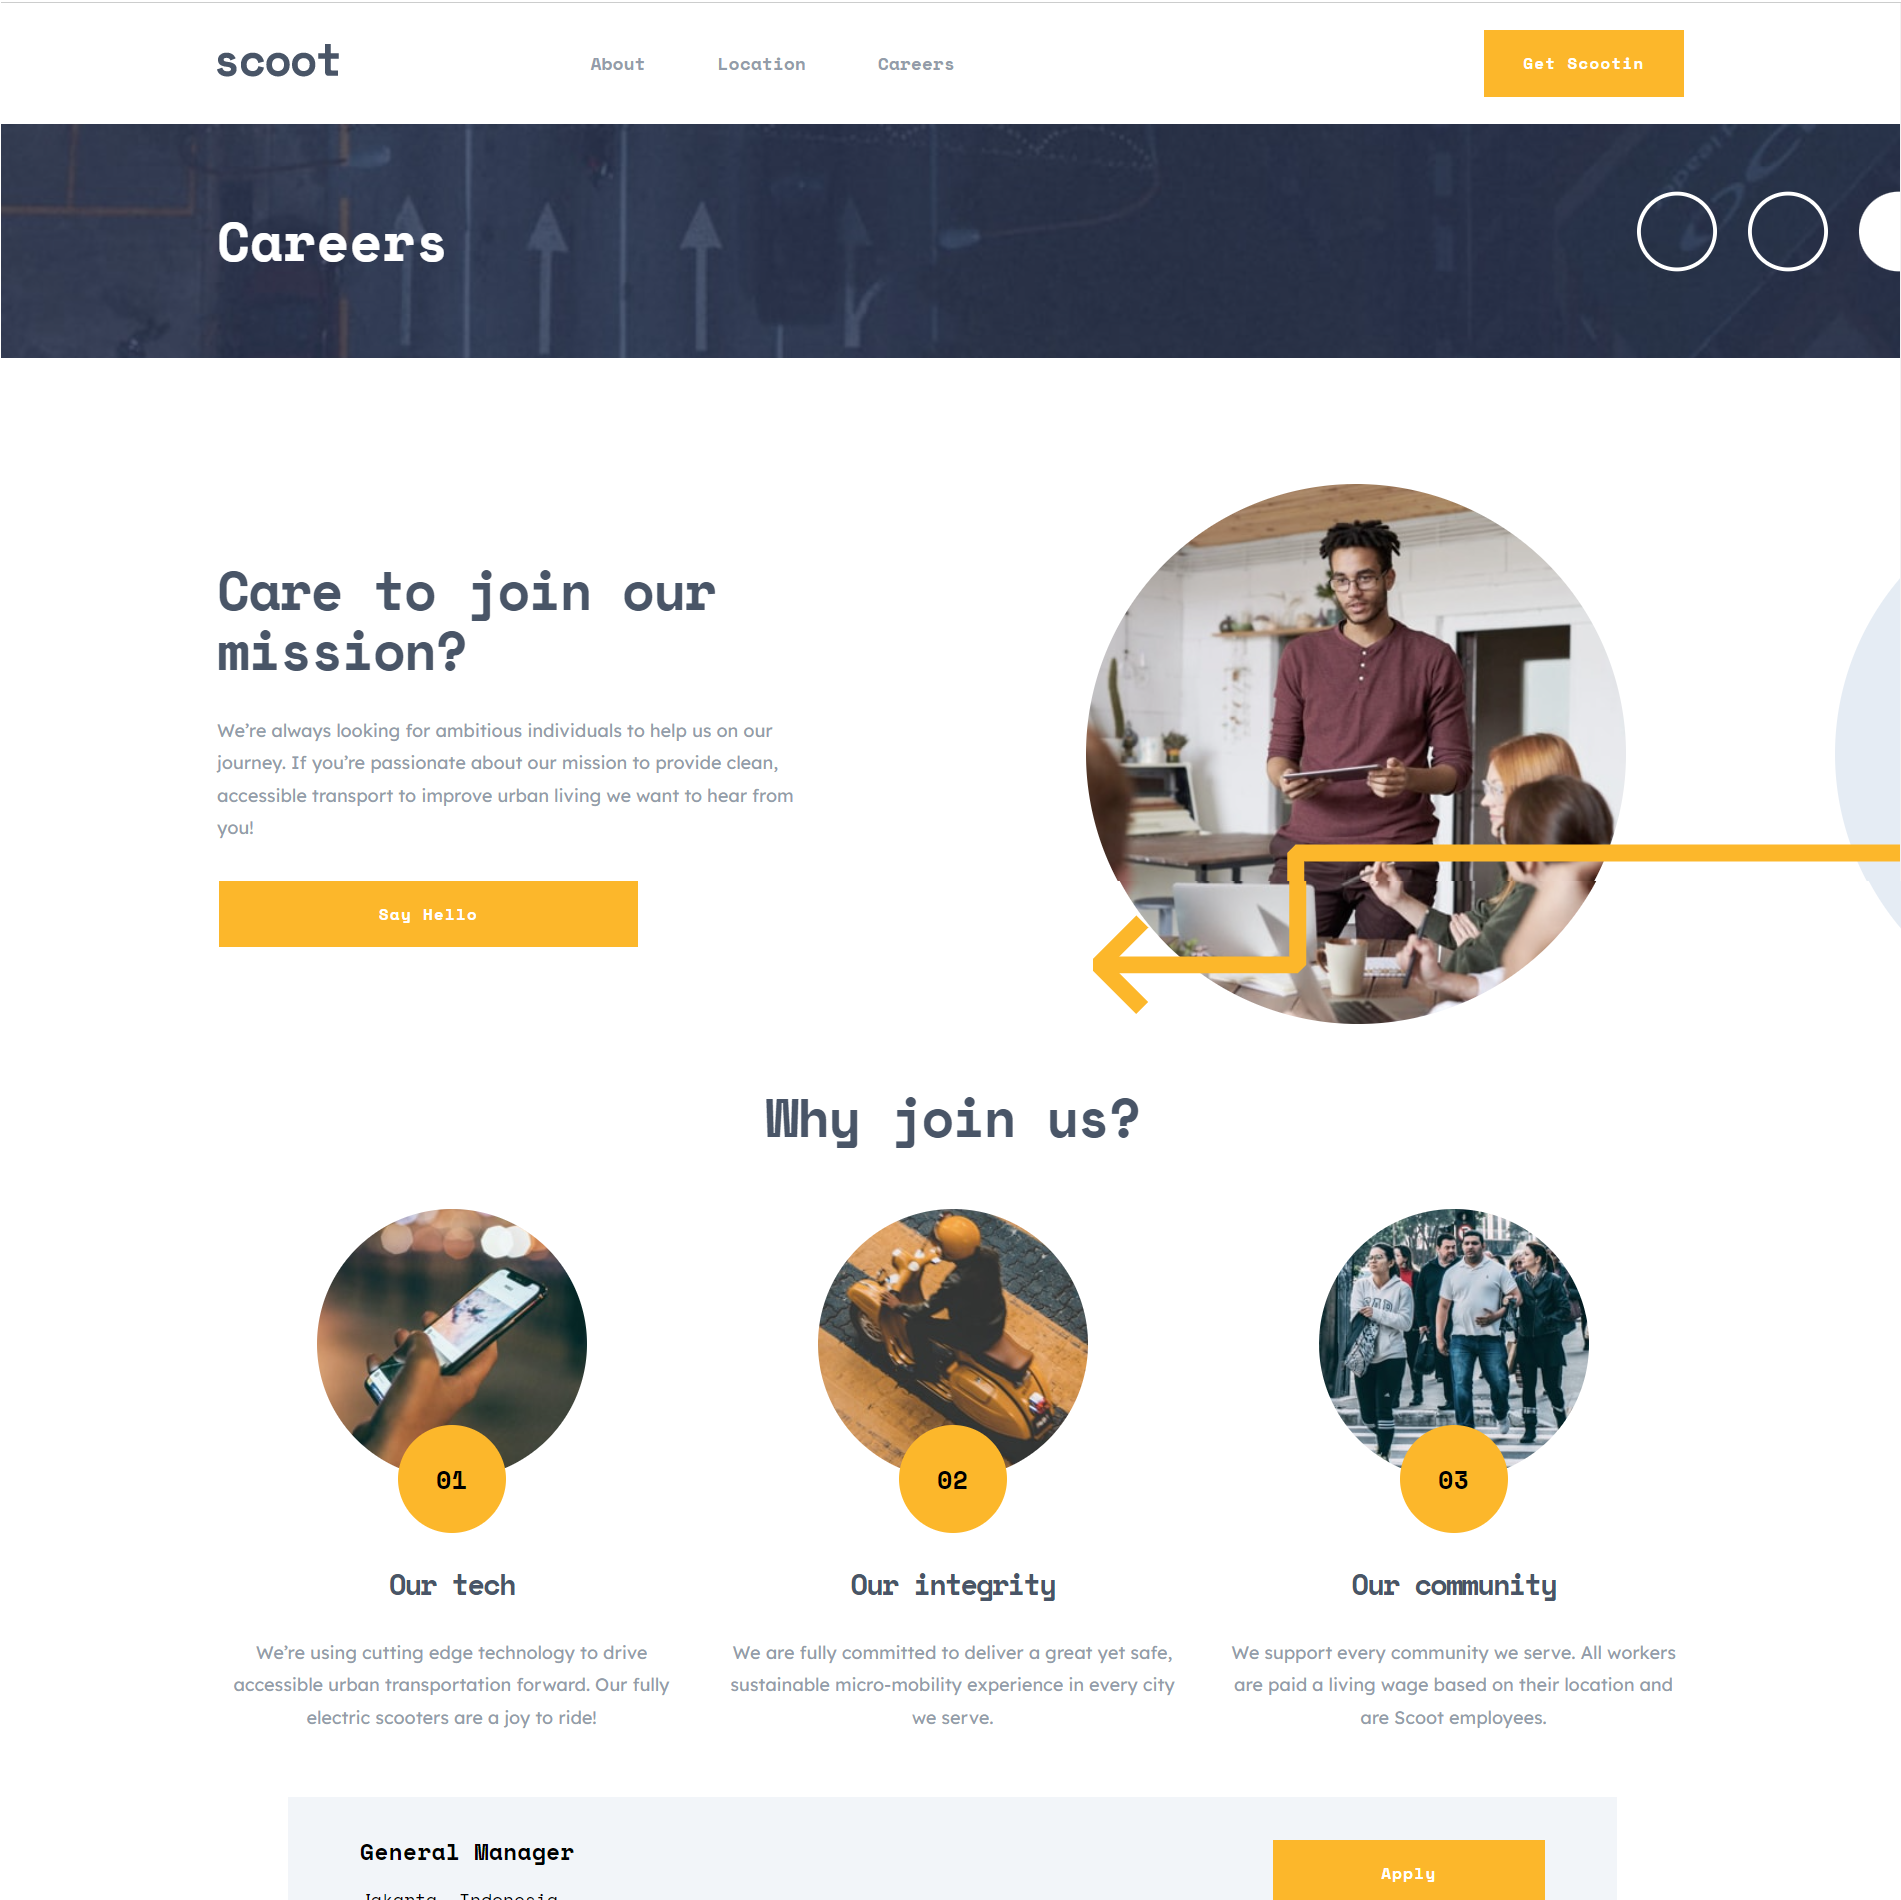 scoot
About
Location
Careers
Get Scootin
Careers
Care to join our
mission?
We’re always looking for ambitious individuals to help us on our
journey. If you’re passionate about our mission to provide clean,
accessible transport to improve urban living we want to hear from
you!
Say Hello
Why join us?
01
02
03
Our tech
Our integrity
Our community
We’re using cutting edge technology to drive
accessible urban transportation forward. Our fully
electric scooters are a joy to ride!
We are fully committed to deliver a great yet safe,
sustainable micro-mobility experience in every city
we serve.
We support every community we serve. All workers
are paid a living wage based on their location and
are Scoot employees.
General Manager
Jakarta, Indonesia
Apply